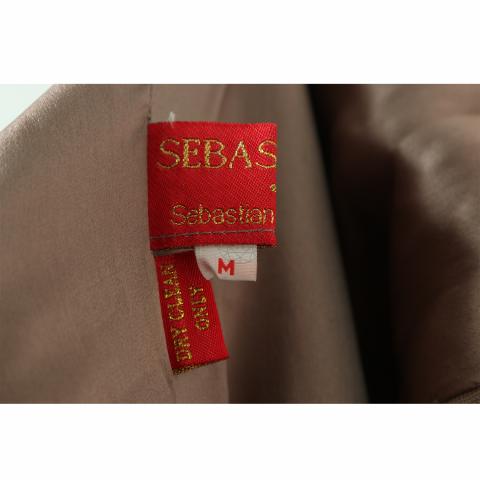 SEBAS
Sebastian
M
DRY CLEAN
ONLY